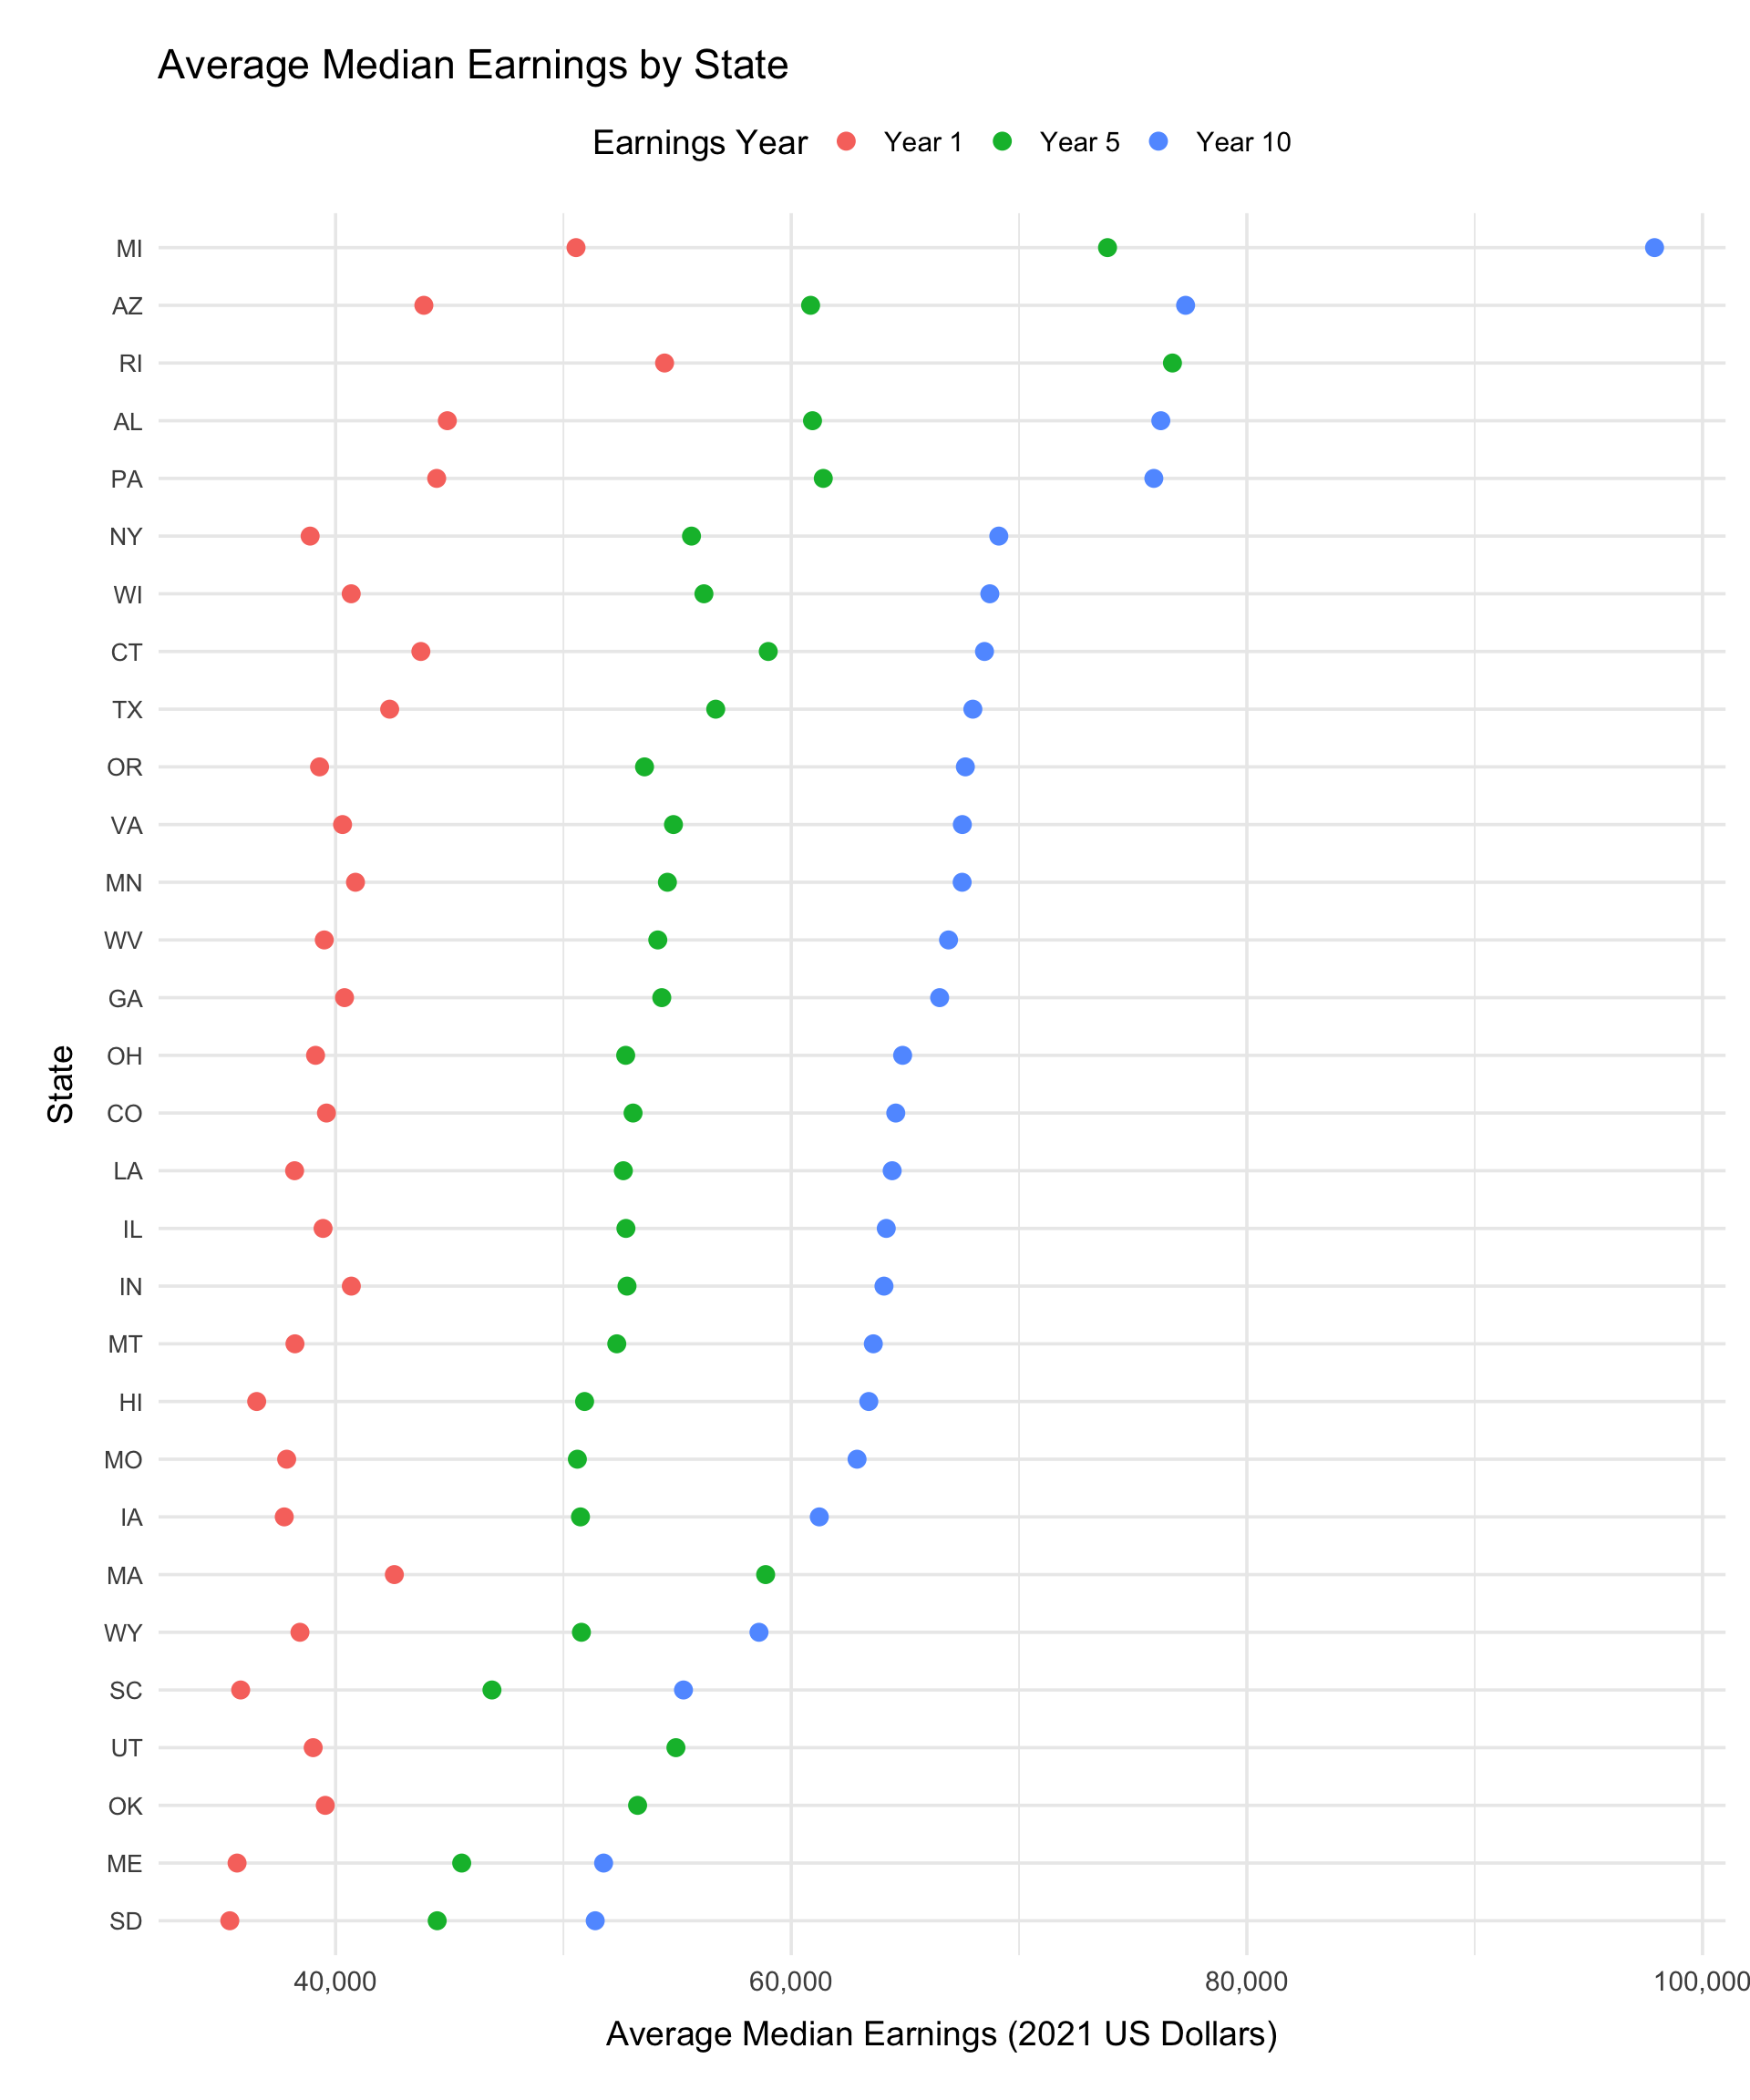 Average Median Earnings by State
Earnings Year Year 1 Year 5 Year 10
MI
AZ
RI
AL
PA
NY
WI
CT
TX
OR
VA
MN
WV
GA
OH
CO
LA
IL
IN
MT
HI
MO
IA
MA
WY
SC
UT
OK
ME
SD
State
40,000 60,000 80,000 100,000
Average Median Earnings (2021 US Dollars)